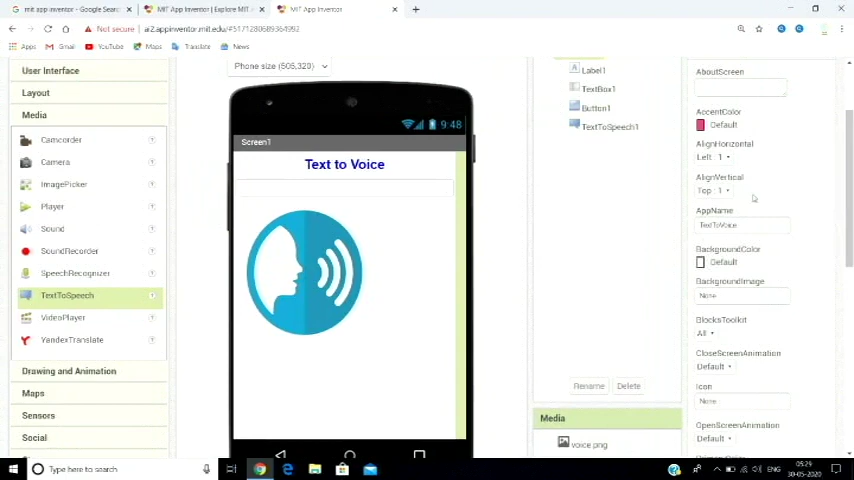 mit app inventor - Google Searc
MIT App Inventor | Explore MIT A
MIT App Inventor
Not secure
ai2.appinventor.mit.edu/#5171280689364992
Apps
Gmail
YouTube
Maps
Translate
News
User Interface
Layout
Media
Camcorder
Camera
ImagePicker
Player
Sound
SoundRecorder
SpeechRecognizer
TextToSpeech
VideoPlayer
YandexTranslate
Drawing and Animation
Maps
Sensors
Social
Phone size (505,320)
9:48
Screen1
Text to Voice
Label1
TextBox1
Button1
TextToSpeech1
Rename
Delete
Media
voice.png
AboutScreen
AccentColor
Default
AlignHorizontal
Left : 1
AlignVertical
Top : 1
AppName
TextToVoice
BackgroundColor
Default
BackgroundImage
None
BlocksToolkit
All
CloseScreenAnimation
Default
Icon
None
OpenScreenAnimation
Default
Type here to search
ENG
05:29
30-05-2020